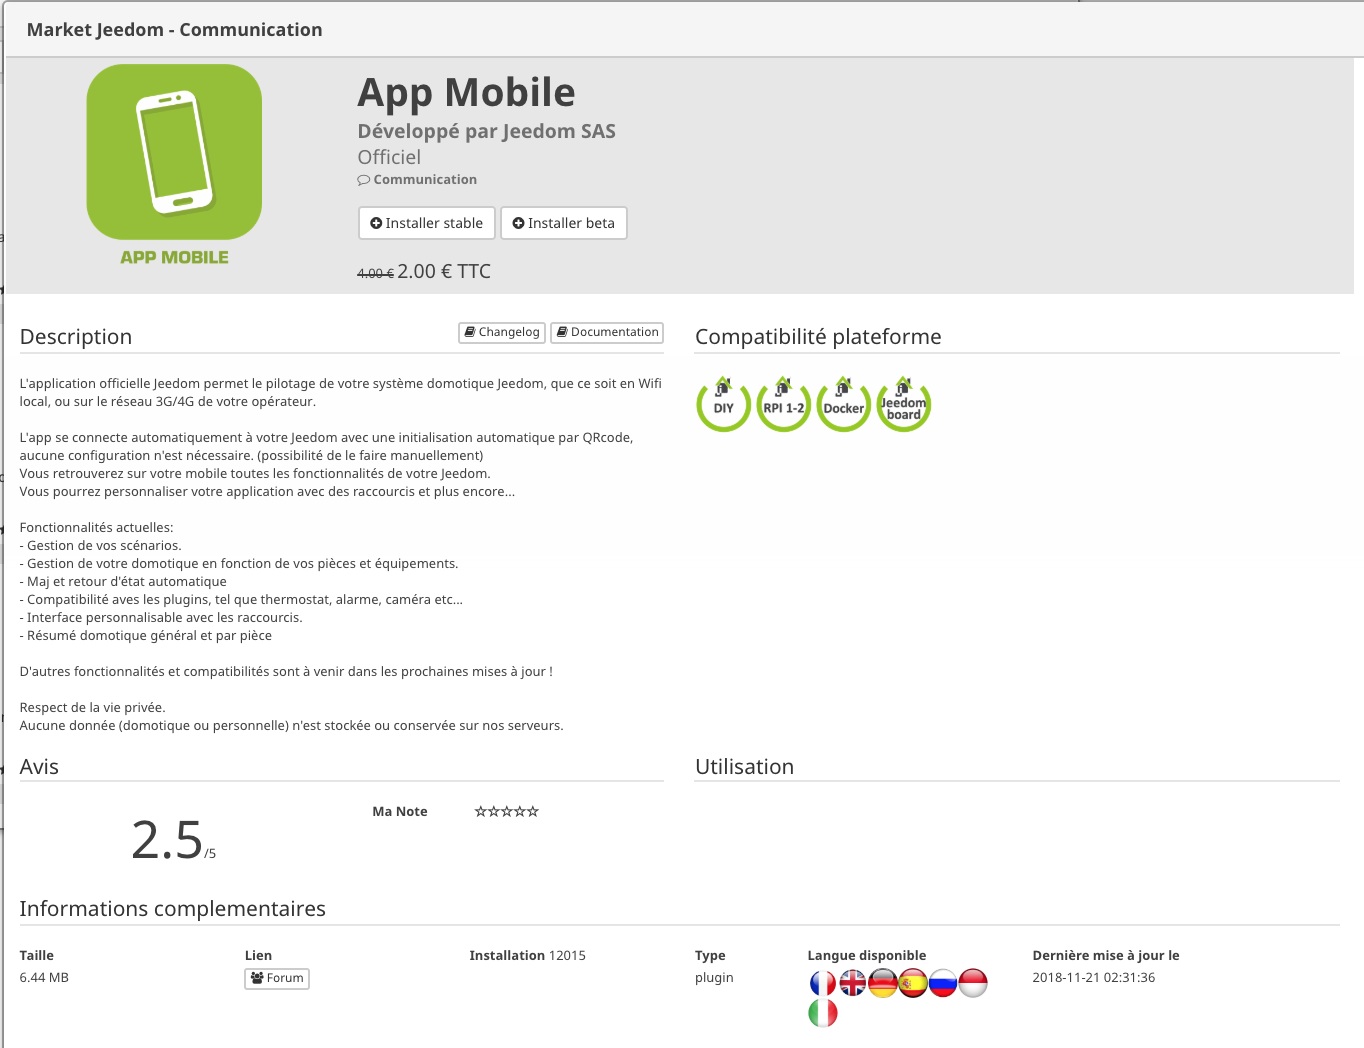 Market Jeedom - Communication
App Mobile
Développé par Jeedom SAS
Officiel
Communication
Installer stable Installer beta
4.00 € 2.00 € TTC
APP MOBILE
Description
Changelog Documentation
L'application officielle Jeedom permet le pilotage de votre système domotique Jeedom, que ce soit en Wifi
local, ou sur le réseau 3G/4G de votre opérateur.
L'app se connecte automatiquement à votre Jeedom avec une initialisation automatique par QRcode,
aucune configuration n'est nécessaire. (possibilité de le faire manuellement)
Vous retrouverez sur votre mobile toutes les fonctionnalités de votre Jeedom.
Vous pourrez personnaliser votre application avec des raccourcis et plus encore...
Fonctionnalités actuelles:
- Gestion de vos scénarios.
- Gestion de votre domotique en fonction de vos pièces et équipements.
- Maj et retour d'état automatique
- Compatibilité aves les plugins, tel que thermostat, alarme, caméra etc...
- Interface personnalisable avec les raccourcis.
- Résumé domotique général et par pièce
D'autres fonctionnalités et compatibilités sont à venir dans les prochaines mises à jour !
Respect de la vie privée.
Aucune donnée (domotique ou personnelle) n'est stockée ou conservée sur nos serveurs.
Compatibilité plateforme
DIY
RPI 1-2
Docker
Jeedom
board
Avis
2.5/5
Ma Note
Utilisation
Informations complementaires
Taille
6.44 MB
Lien
Forum
Installation 12015
Type
plugin
Langue disponible
Dernière mise à jour le
2018-11-21 02:31:36